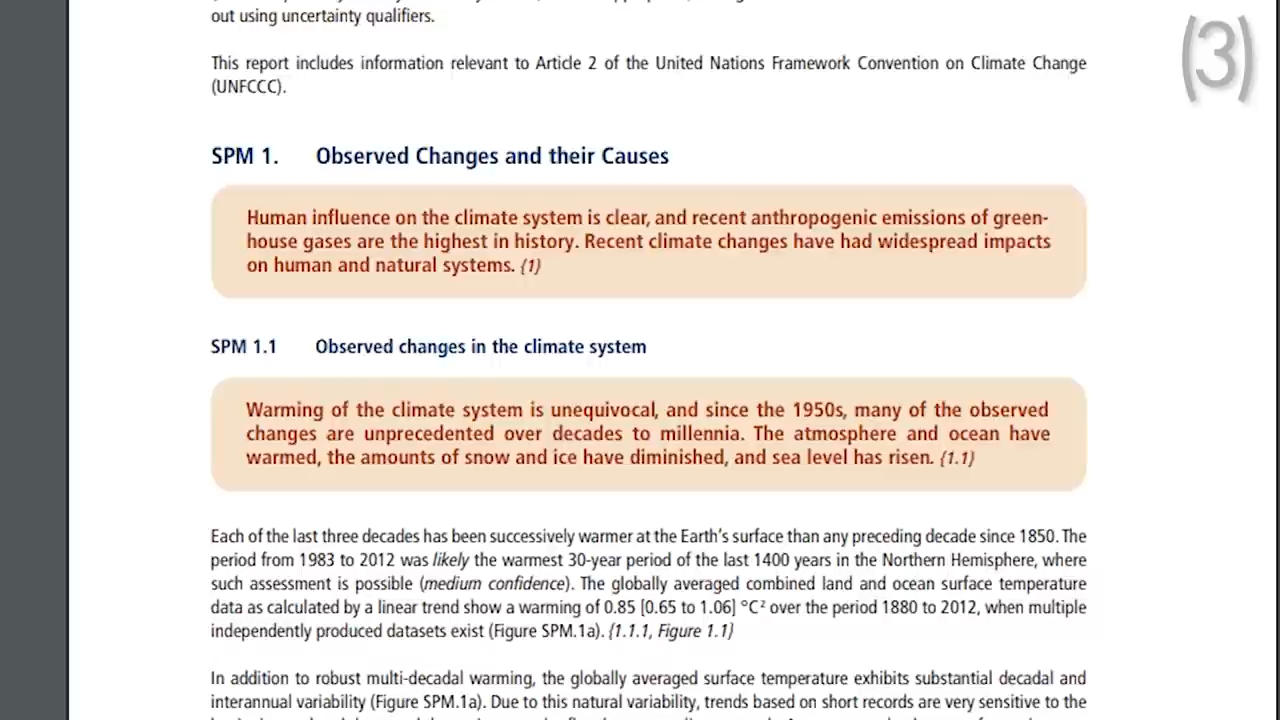 out using uncertainty qualifiers.
(3)
This report includes information relevant to Article 2 of the United Nations Framework Convention on Climate Change
(UNFCCC).
SPM 1. Observed Changes and their Causes
Human influence on the climate system is clear, and recent anthropogenic emissions of green-
house gases are the highest in history. Recent climate changes have had widespread impacts
on human and natural systems. {1}
SPM 1.1 Observed changes in the climate system
Warming of the climate system is unequivocal, and since the 1950s, many of the observed
changes are unprecedented over decades to millennia. The atmosphere and ocean have
warmed, the amounts of snow and ice have diminished, and sea level has risen. {1.1}
Each of the last three decades has been successively warmer at the Earth's surface than any preceding decade since 1850. The
period from 1983 to 2012 was likely the warmest 30-year period of the last 1400 years in the Northern Hemisphere, where
such assessment is possible (medium confidence). The globally averaged combined land and ocean surface temperature
data as calculated by a linear trend show a warming of 0.85 [0.65 to 1.06] °C² over the period 1880 to 2012, when multiple
independently produced datasets exist (Figure SPM.1a). {1.1.1, Figure 1.1}
In addition to robust multi-decadal warming, the globally averaged surface temperature exhibits substantial decadal and
interannual variability (Figure SPM.1a). Due to this natural variability, trends based on short records are very sensitive to the